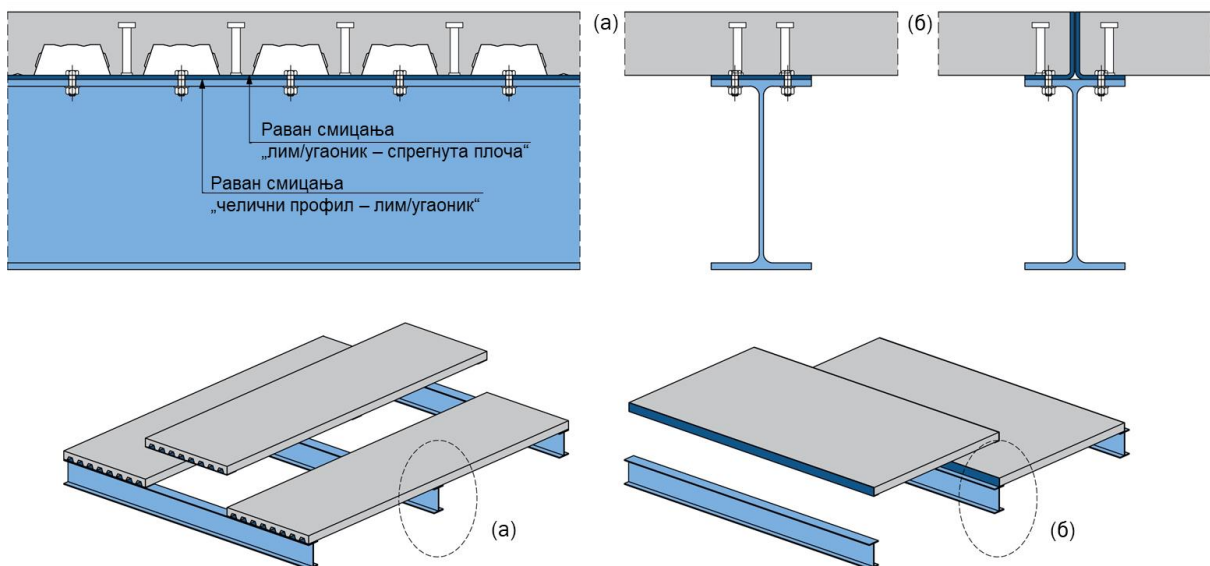 (а)
(б)
Раван смицања
„лим/угаоник – спрегнута плоча“
Раван смицања
„челични профил – лим/угаоник“
(а)
(б)